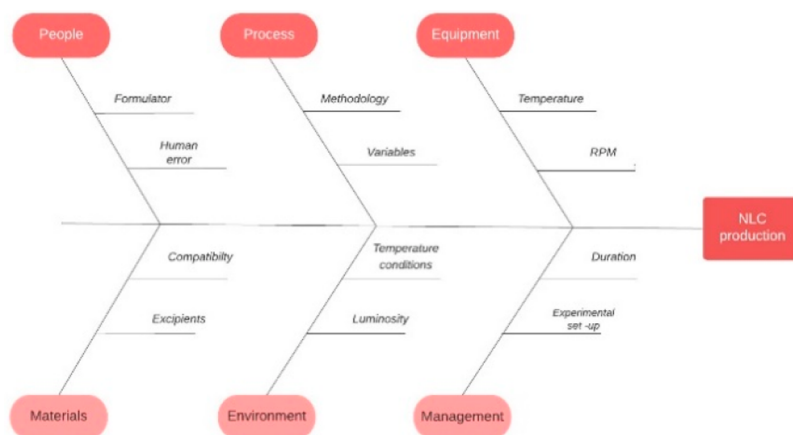 People
Process
Equipment
Formulator
Methodology
Temperature
Human
error
Variables
RPM
NLC
production
Compatibilty
Temperature
conditions
Duration
Excipients
Luminosity
Experimental
set -up
Materials
Environment
Management